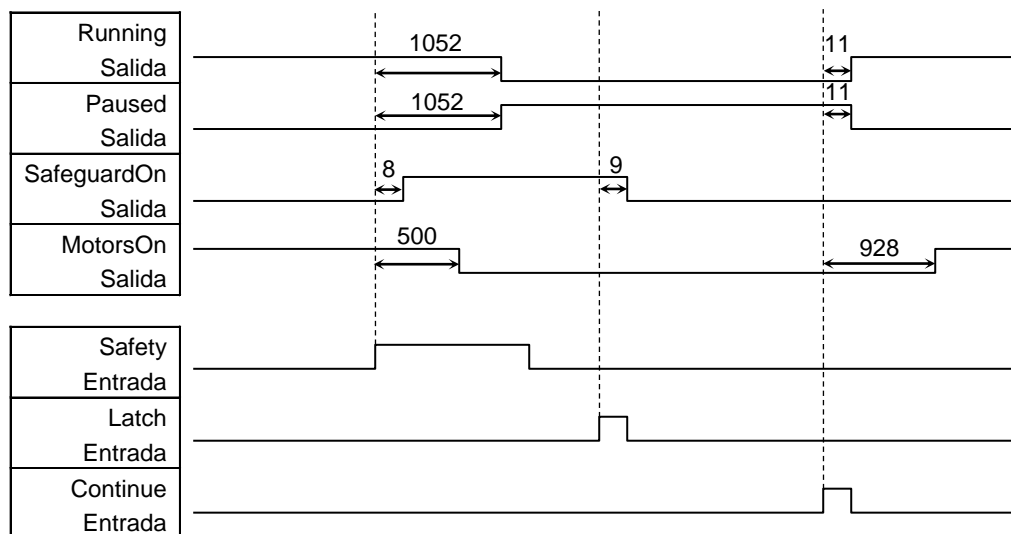 Running
Salida
1052
11
Paused
Salida
1052
11
SafeguardOn
Salida
8
9
MotorsOn
Salida
500
928
Safety
Entrada
Latch
Entrada
Continue
Entrada